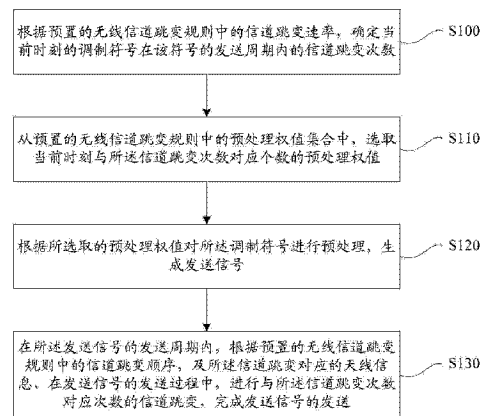 根据预置的无线信道跳变规则中的信道跳变速率，确定当
前时刻的调制符号在该符号的发送周期内的信道跳变次数
S100
从预置的无线信道跳变规则中的预处理权值集合中，选取
当前时刻与所述信道跳变次数对应个数的预处理权值
S110
根据所选取的预处理权值对所述调制符号进行预处理，生
成发送信号
S120
在所述发送信号的发送周期内，根据预置的无线信道跳变
规则中的信道跳变顺序，及所述信道跳变对应的天线信
息，在发送信号的发送过程中，进行与所述信道跳变次数
对应次数的信道跳变，完成发送信号的发送
S130